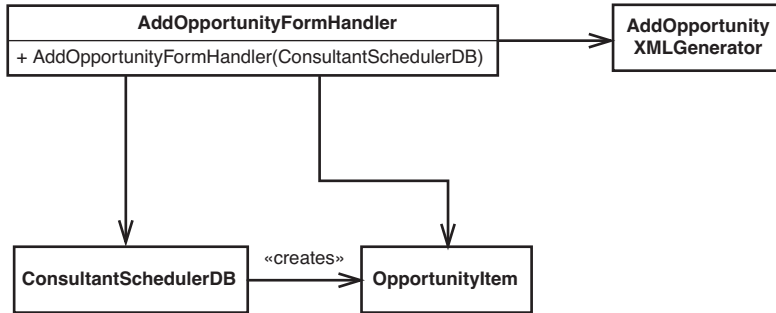 AddOpportunityFormHandler
+ AddOpportunityFormHandler(ConsultantSchedulerDB)
AddOpportunity
XMLGenerator
ConsultantSchedulerDB
«creates»
OpportunityItem